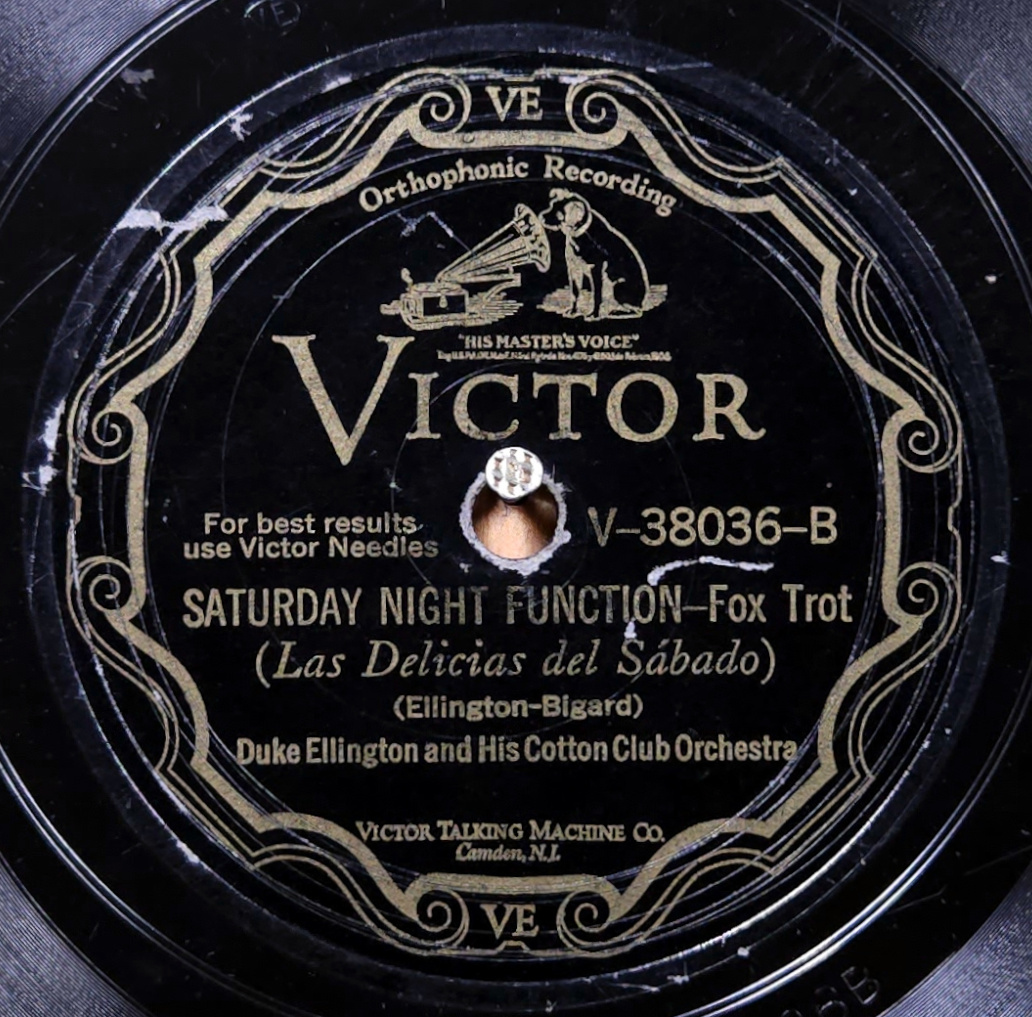 VE
Orthophonic Recording
"HIS MASTER'S VOICE"
VICTOR
For best results
use Victor Needles
V-38036-B
SATURDAY NIGHT FUNCTION-Fox Trot
(Las Delicias del Sábado)
(Ellington-Bigard)
Duke Ellington and His Cotton Club Orchestra
VICTOR TALKING MACHINE CO.
Camden, N.J.
VE